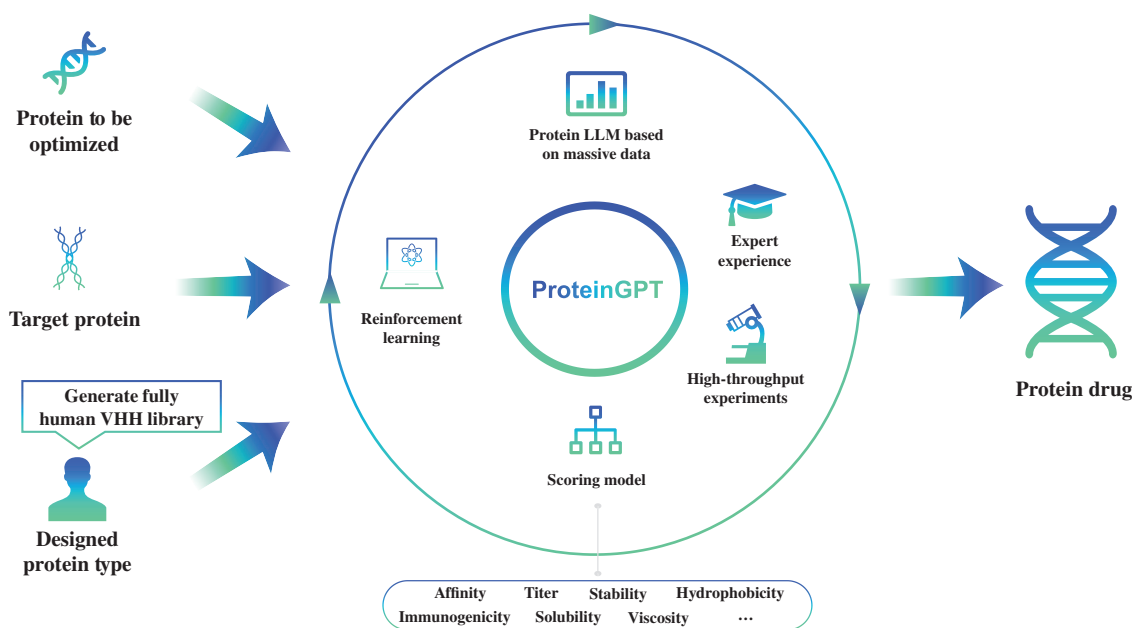 Protein to be
optimized
Target protein
Generate fully
human VHH library
Designed
protein type
Protein LLM based
on massive data
Expert
experience
Reinforcement
learning
ProteinGPT
High-throughput
experiments
Scoring model
Affinity Titer Stability Hydrophobicity
Immunogenicity Solubility Viscosity ...
Protein drug